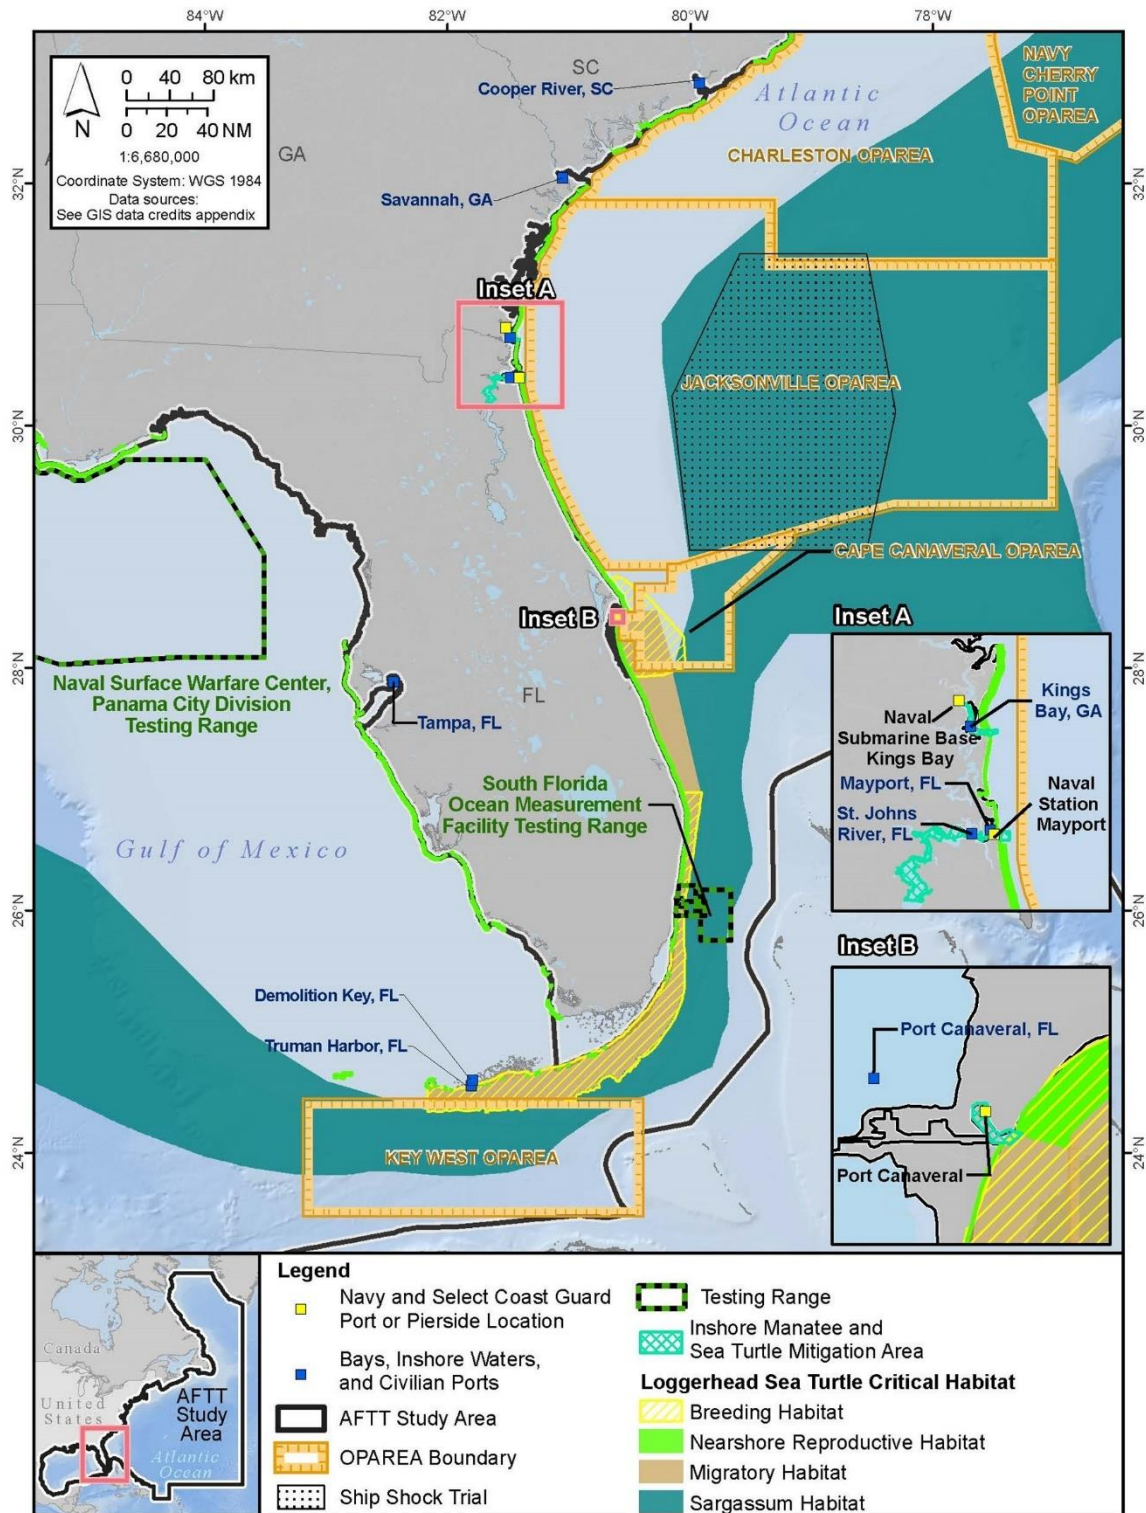 84°W
82°W
80°W
78°W
N
0 40 80 km
0 20 40 NM
1:6,680,000
Coordinate System: WGS 1984
Data sources:
See GIS data credits appendix
GA
SC
Cooper River, SC
Savannah, GA
Atlantic
Ocean
CHARLESTON OPAREA
NAVY
CHERRY
POINT
OPAREA
32°N
32°N
Inset A
JACKSONVILLE OPAREA
30°N
30°N
CAPE CANAVERAL OPAREA
Inset B
28°N
28°N
FL
Naval Surface Warfare Center,
Panama City Division
Testing Range
Tampa, FL
South Florida
Ocean Measurement
Facility Testing Range
Gulf of Mexico
26°N
26°N
Demolition Key, FL
Truman Harbor, FL
KEY WEST OPAREA
24°N
24°N
Inset A
Kings
Bay, GA
Naval
Submarine Base
Kings Bay
Mayport, FL
St. Johns
River, FL
Naval
Station
Mayport
Inset B
Port Canaveral, FL
Port Canaveral
Canada
United
States
AFTT
Study
Area
Atlantic
Ocean
Legend
Navy and Select Coast Guard
Port or Pierside Location
Bays, Inshore Waters,
and Civilian Ports
AFTT Study Area
OPAREA Boundary
Ship Shock Trial
Testing Range
Inshore Manatee and
Sea Turtle Mitigation Area
Loggerhead Sea Turtle Critical Habitat
Breeding Habitat
Nearshore Reproductive Habitat
Migratory Habitat
Sargassum Habitat